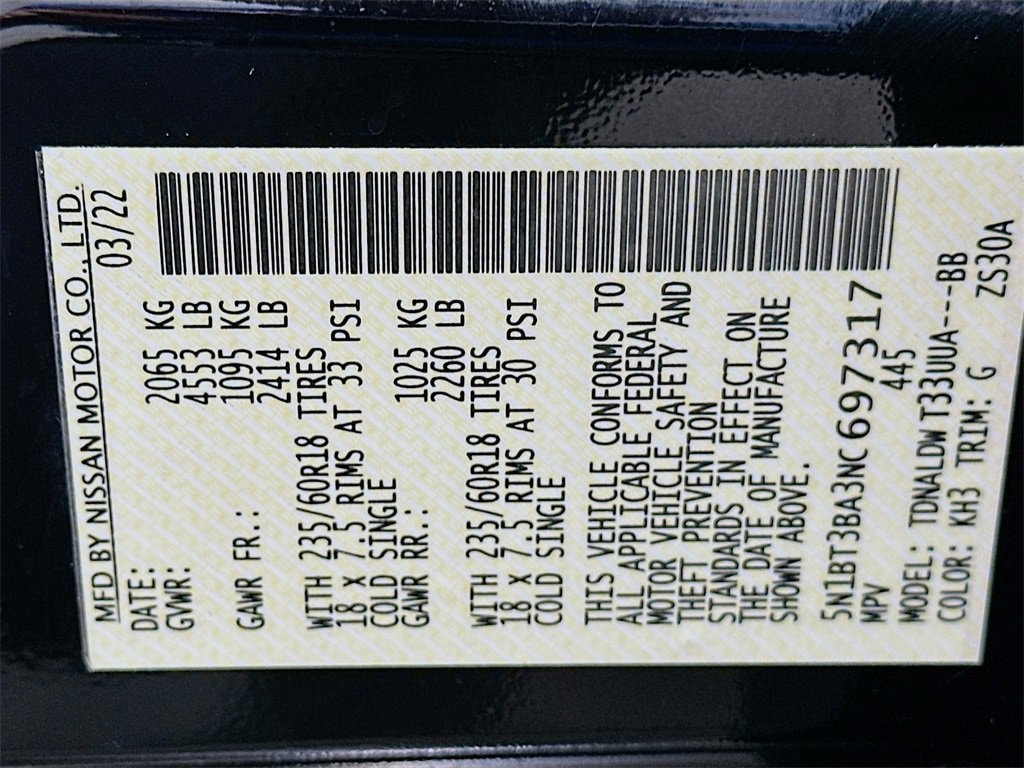 MFD BY NISSAN MOTOR CO., LTD.
DATE: 03/22
GVWR: 2065 KG
4553 LB
GAWR FR.: 1095 KG
2414 LB
WITH 235/60R18 TIRES
18 X 7.5 RIMS AT 33 PSI
COLD SINGLE
GAWR RR.: 1025 KG
2260 LB
WITH 235/60R18 TIRES
18 X 7.5 RIMS AT 30 PSI
COLD SINGLE
THIS VEHICLE CONFORMS TO
ALL APPLICABLE FEDERAL
MOTOR VEHICLE SAFETY AND
THEFT PREVENTION
STANDARDS IN EFFECT ON
THE DATE OF MANUFACTURE
SHOWN ABOVE.
5N1BT3BA3NC697317
MPV 445
MODEL: TDNALDW T33UUA----BB
COLOR: KH3 TRIM: G ZS30A